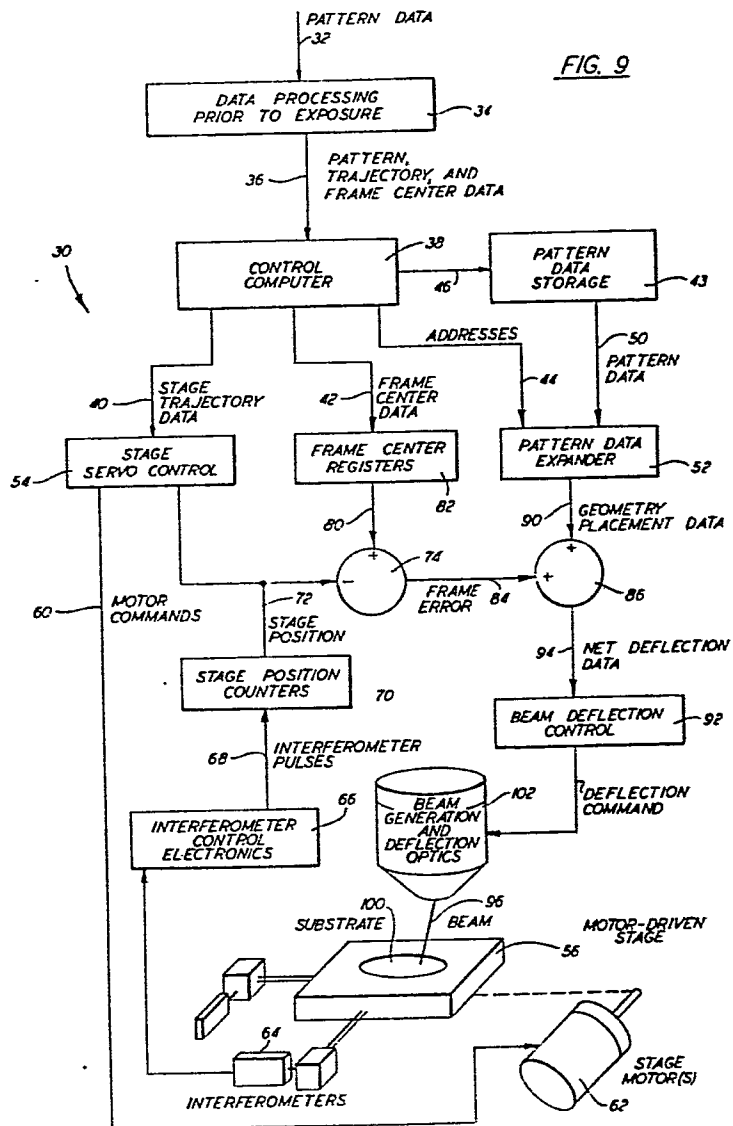 PATTERN DATA
32
FIG. 9
DATA PROCESSING
PRIOR TO EXPOSURE
34
36
PATTERN,
TRAJECTORY, AND
FRAME CENTER DATA
30
38
CONTROL
COMPUTER
46
PATTERN
DATA
STORAGE
43
ADDRESSES
50
PATTERN
DATA
40
STAGE
TRAJECTORY
DATA
42
FRAME
CENTER
DATA
44
54
STAGE
SERVO CONTROL
FRAME CENTER
REGISTERS
82
PATTERN DATA
EXPANDER
52
80
90
GEOMETRY
PLACEMENT DATA
+
-
74
+
+
86
FRAME
ERROR
84
60
MOTOR
COMMANDS
72
STAGE
POSITION
94
NET DEFLECTION
DATA
STAGE POSITION
COUNTERS
70
BEAM DEFLECTION
CONTROL
92
68
INTERFEROMETER
PULSES
DEFLECTION
COMMAND
BEAM
GENERATION
AND
DEFLECTION
OPTICS
102
INTERFEROMETER
CONTROL
ELECTRONICS
66
100
SUBSTRATE
96
BEAM
56
MOTOR-DRIVEN
STAGE
64
INTERFEROMETERS
STAGE
MOTOR(S)
62